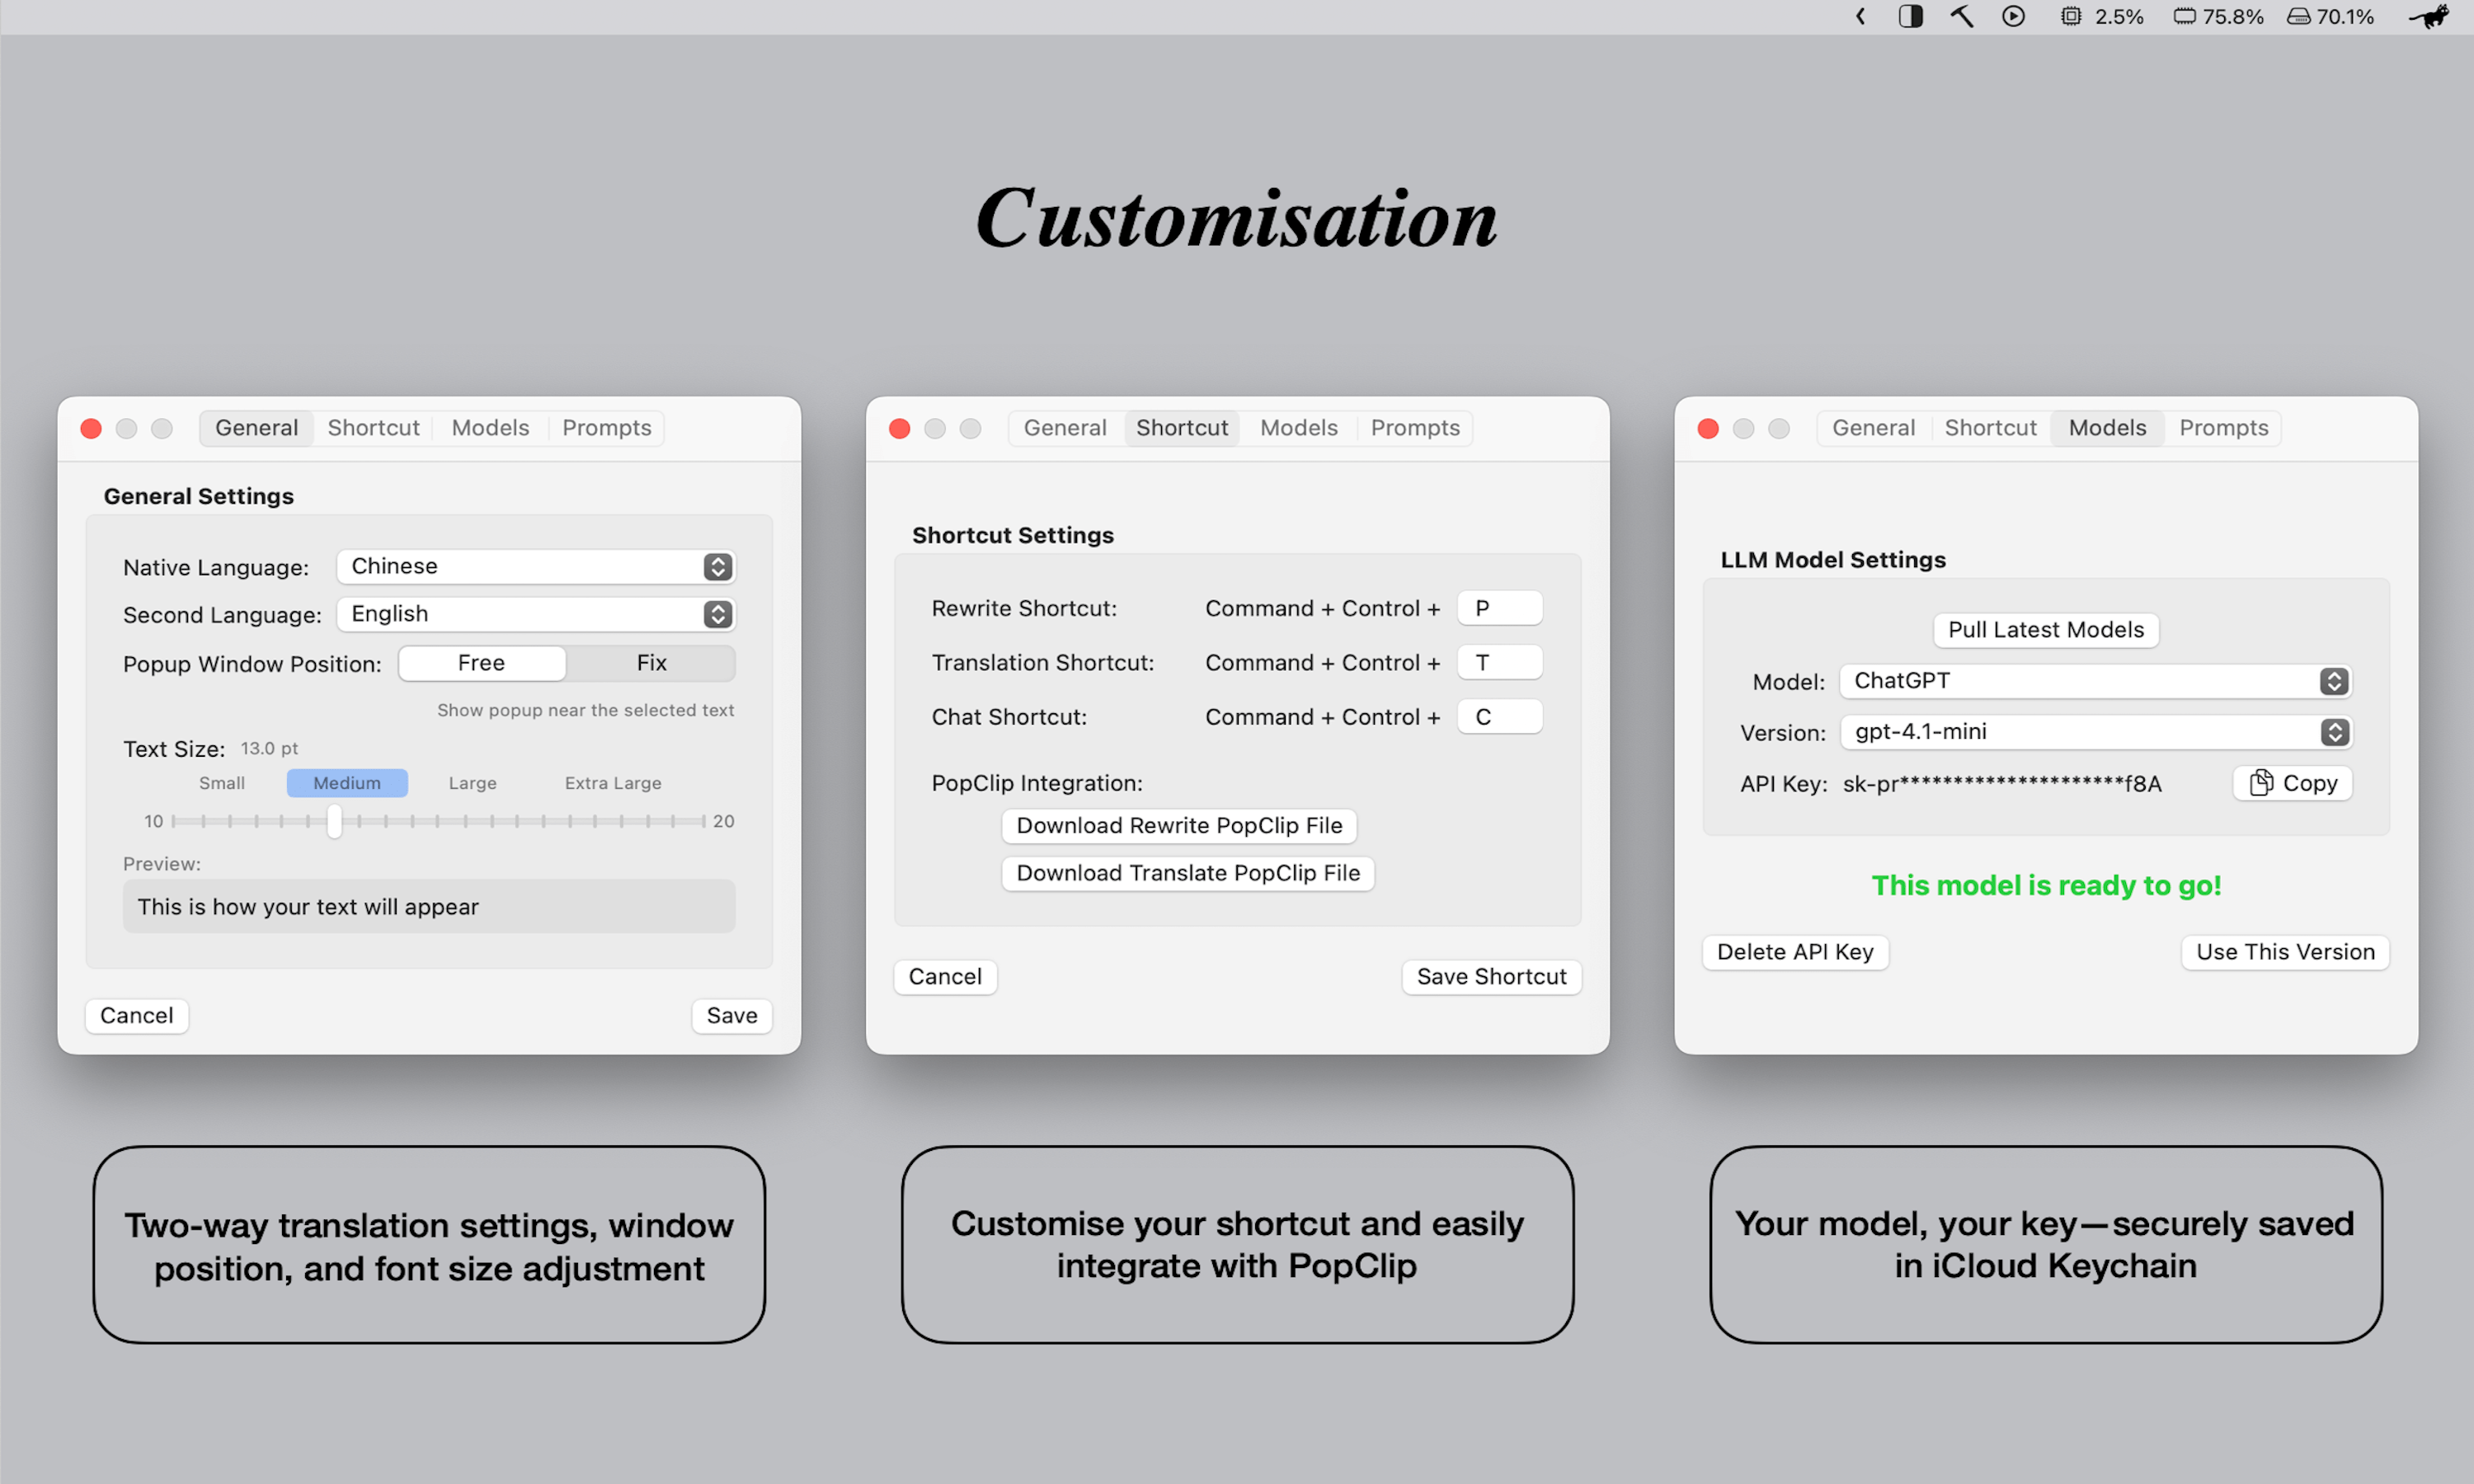 2.5% 75.8% 70.1%
Customisation
General Shortcut Models Prompts
General Settings
Native Language: Chinese
Second Language: English
Popup Window Position: Free Fix
Show popup near the selected text
Text Size: 13.0 pt
Small Medium Large Extra Large
10 20
Preview:
This is how your text will appear
Cancel Save
General Shortcut Models Prompts
Shortcut Settings
Rewrite Shortcut: Command + Control + P
Translation Shortcut: Command + Control + T
Chat Shortcut: Command + Control + C
PopClip Integration:
Download Rewrite PopClip File
Download Translate PopClip File
Cancel Save Shortcut
General Shortcut Models Prompts
LLM Model Settings
Pull Latest Models
Model: ChatGPT
Version: gpt-4.1-mini
API Key: sk-pr*********************f8A Copy
This model is ready to go!
Delete API Key Use This Version
Two-way translation settings, window
position, and font size adjustment
Customise your shortcut and easily
integrate with PopClip
Your model, your key—securely saved
in iCloud Keychain